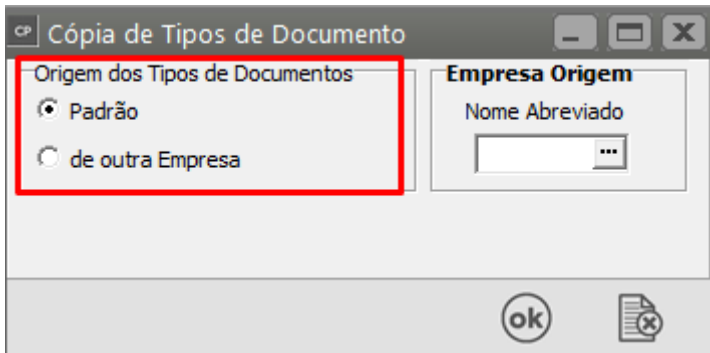 CP Cópia de Tipos de Documento
Origem dos Tipos de Documentos
Padrão
de outra Empresa
Empresa Origem
Nome Abreviado
...
ok